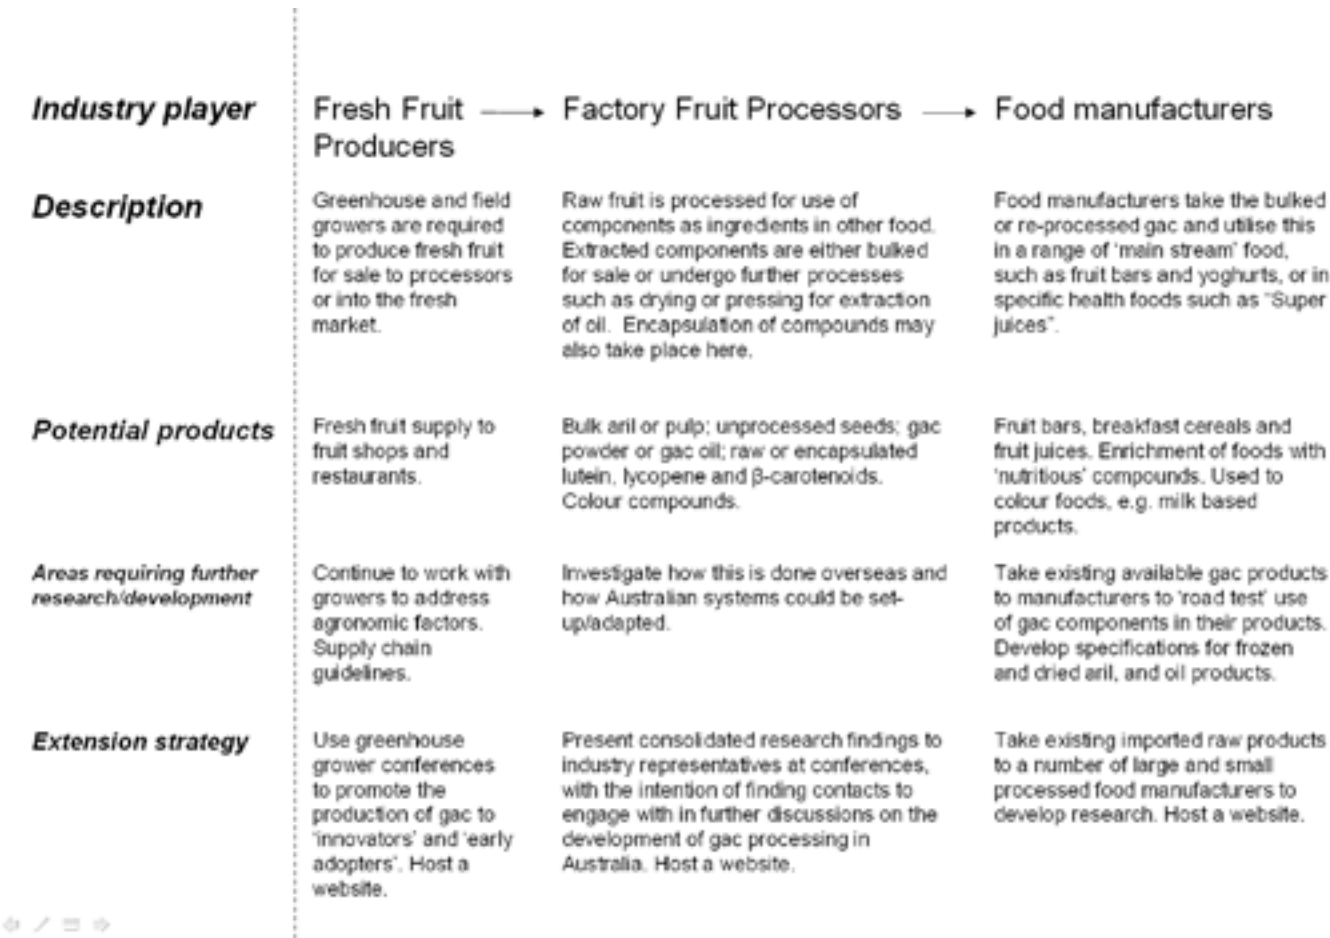 Industry player
Fresh Fruit
Producers
Factory Fruit Processors
Food manufacturers
Description
Greenhouse and field
growers are required
to produce fresh fruit
for sale to processors
or into the fresh
market.
Raw fruit is processed for use of
components as ingredients in other food.
Extracted components are either bulked
for sale or undergo further processes
such as drying or pressing for extraction
of oil.  Encapsulation of compounds may
also take place here.
Food manufacturers take the bulked
or re-processed gac and utilise this
in a range of 'main stream' food,
such as fruit bars and yoghurts, or in
specific health foods such as "Super
juices".
Potential products
Fresh fruit supply to
fruit shops and
restaurants.
Bulk aril or pulp; unprocessed seeds; gac
powder or gac oil; raw or encapsulated
lutein, lycopene and β-carotenoids.
Colour compounds.
Fruit bars, breakfast cereals and
fruit juices. Enrichment of foods with
'nutritious' compounds. Used to
colour foods, e.g. milk based
products.
Areas requiring further
research/development
Continue to work with
growers to address
agronomic factors.
Supply chain
guidelines.
Investigate how this is done overseas and
how Australian systems could be set-
up/adapted.
Take existing available gac products
to manufacturers to 'road test' use
of gac components in their products.
Develop specifications for frozen
and dried aril, and oil products.
Extension strategy
Use greenhouse
grower conferences
to promote the
production of gac to
'innovators' and 'early
adopters'. Host a
website.
Present consolidated research findings to
industry representatives at conferences,
with the intention of finding contacts to
engage with in further discussions on the
development of gac processing in
Australia. Host a website.
Take existing imported raw products
to a number of large and small
processed food manufacturers to
develop research. Host a website.